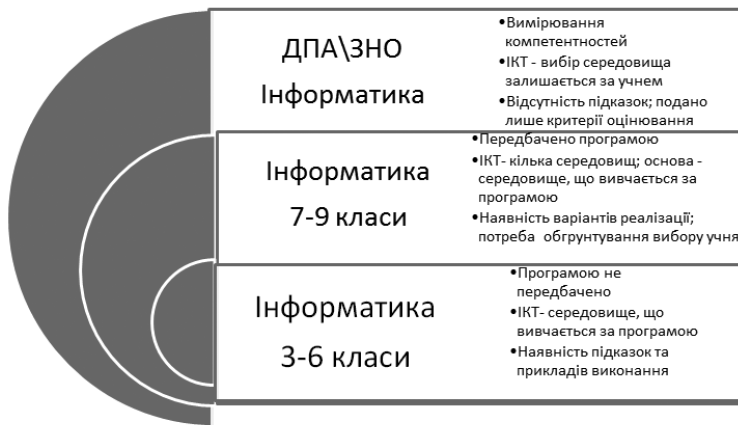 ДПА\ЗНО
Інформатика
•Вимірювання
компетентностей
•ІКТ - вибір середовища
залишається за учнем
•Відсутність підказок; подано
лише критерії оцінювання
Інформатика
7-9 класи
•Передбачено програмою
•ІКТ- кілька середовищ; основа -
середовище, що вивчається за
програмою
•Наявність варіантів реалізації;
потреба обгрунтування вибору учня
Інформатика
3-6 класи
•Програмою не
передбачено
•ІКТ- середовище, що
вивчається за програмою
•Наявність підказок та
прикладів виконання